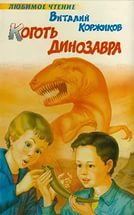 ЛЮБИМОЕ ЧТЕНИЕ
ВИТАЛИЙ КОРЖИКОВ
КОГОТЬ
ДИНОЗАВРА